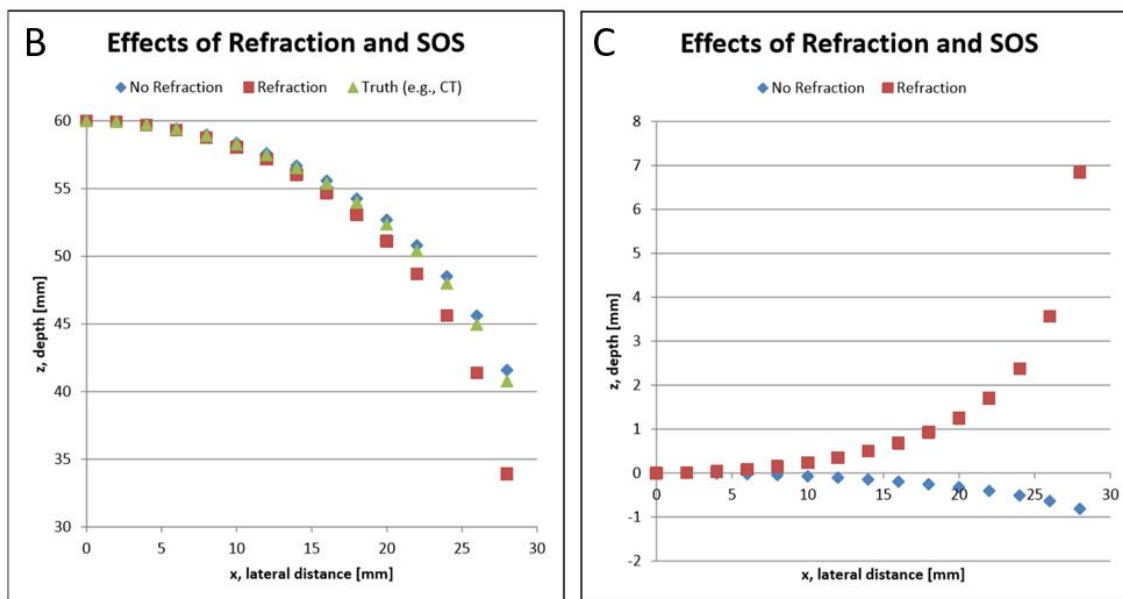 B
Effects of Refraction and SOS
No Refraction Refraction Truth (e.g., CT)
60
55
50
45
40
35
30
z, depth [mm]
0 5 10 15 20 25 30
x, lateral distance [mm]
C
Effects of Refraction and SOS
No Refraction Refraction
8
7
6
5
4
3
2
1
0
-1
-2
z, depth [mm]
0 5 10 15 20 25 30
x, lateral distance [mm]